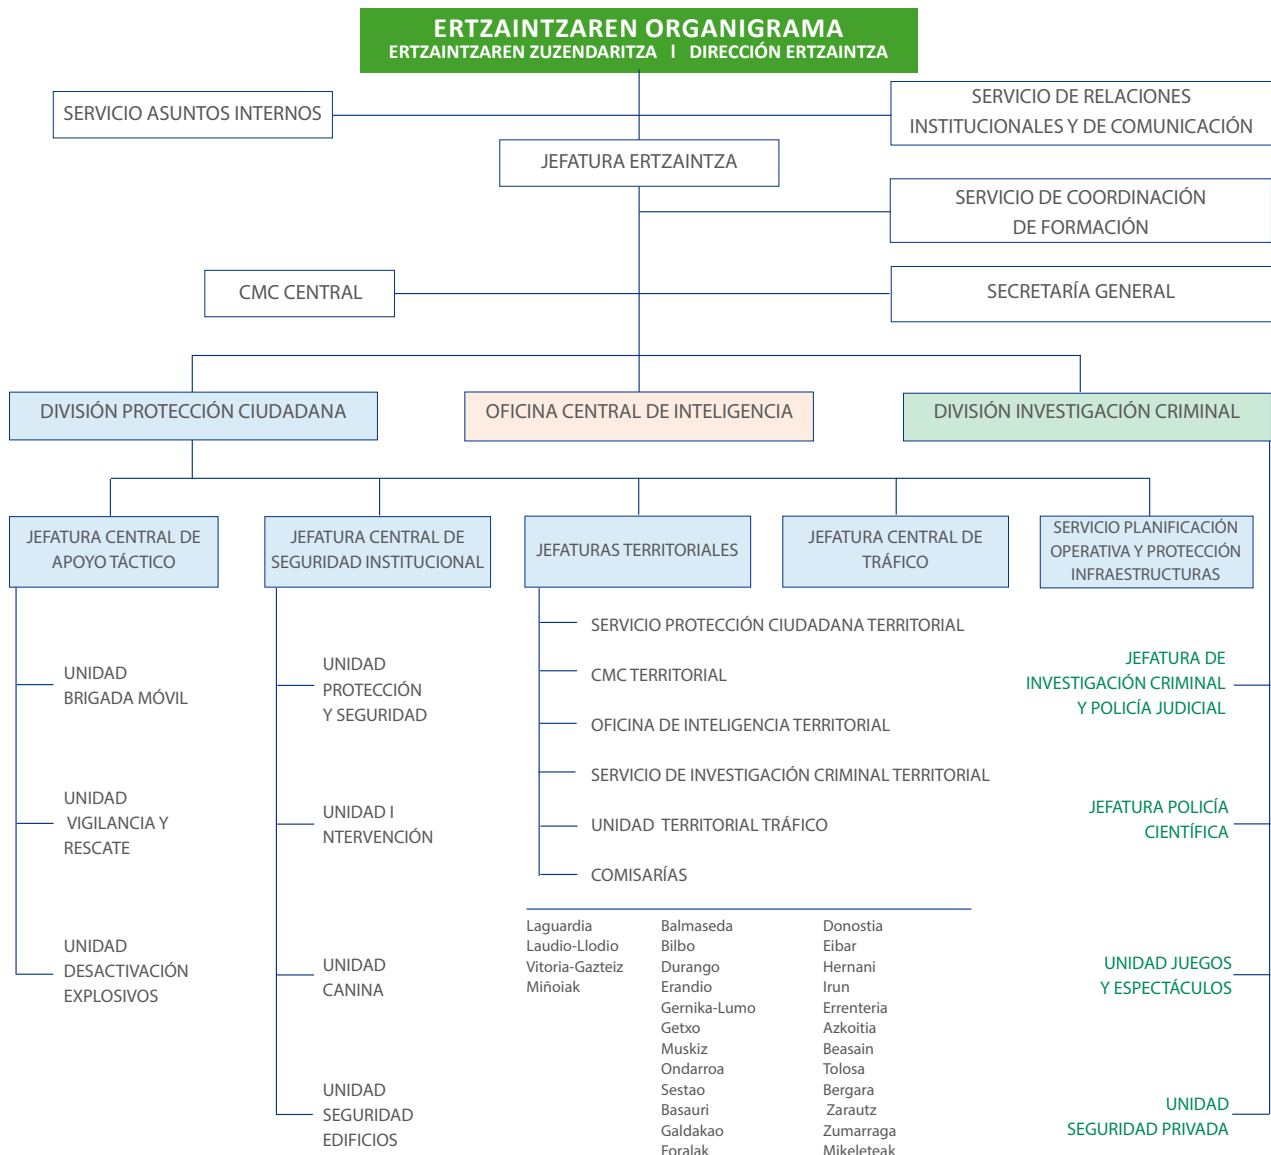 ERTZAINTZAREN ORGANIGRAMA
ERTZAINTZAREN ZUZENDARITZA I DIRECCIÓN ERTZAINTZA
SERVICIO ASUNTOS INTERNOS
SERVICIO DE RELACIONES
INSTITUCIONALES Y DE COMUNICACIÓN
JEFATURA ERTZAINTZA
SERVICIO DE COORDINACIÓN
DE FORMACIÓN
CMC CENTRAL
SECRETARÍA GENERAL
DIVISIÓN PROTECCIÓN CIUDADANA
OFICINA CENTRAL DE INTELIGENCIA
DIVISIÓN INVESTIGACIÓN CRIMINAL
JEFATURA CENTRAL DE
APOYO TÁCTICO
JEFATURA CENTRAL DE
SEGURIDAD INSTITUCIONAL
JEFATURAS TERRITORIALES
JEFATURA CENTRAL DE
TRÁFICO
SERVICIO PLANIFICACIÓN
OPERATIVA Y PROTECCIÓN
INFRAESTRUCTURAS
UNIDAD
BRIGADA MÓVIL
UNIDAD
VIGILANCIA Y
RESCATE
UNIDAD
DESACTIVACIÓN
EXPLOSIVOS
UNIDAD
PROTECCIÓN
Y SEGURIDAD
UNIDAD I
NTERVENCIÓN
UNIDAD
CANINA
UNIDAD
SEGURIDAD
EDIFICIOS
SERVICIO PROTECCIÓN CIUDADANA TERRITORIAL
CMC TERRITORIAL
OFICINA DE INTELIGENCIA TERRITORIAL
SERVICIO DE INVESTIGACIÓN CRIMINAL TERRITORIAL
UNIDAD TERRITORIAL TRÁFICO
COMISARÍAS
Laguardia
Laudio-Llodio
Vitoria-Gazteiz
Miñoiak
Balmaseda
Bilbo
Durango
Erandio
Gernika-Lumo
Getxo
Muskiz
Ondarroa
Sestao
Basauri
Galdakao
Foralak
Donostia
Eibar
Hernani
Irun
Errenteria
Azkoitia
Beasain
Tolosa
Bergara
Zarautz
Zumarraga
Mikeleteak
JEFATURA DE
INVESTIGACIÓN CRIMINAL
Y POLICÍA JUDICIAL
JEFATURA POLICÍA
CIENTÍFICA
UNIDAD JUEGOS
Y ESPECTÁCULOS
UNIDAD
SEGURIDAD PRIVADA